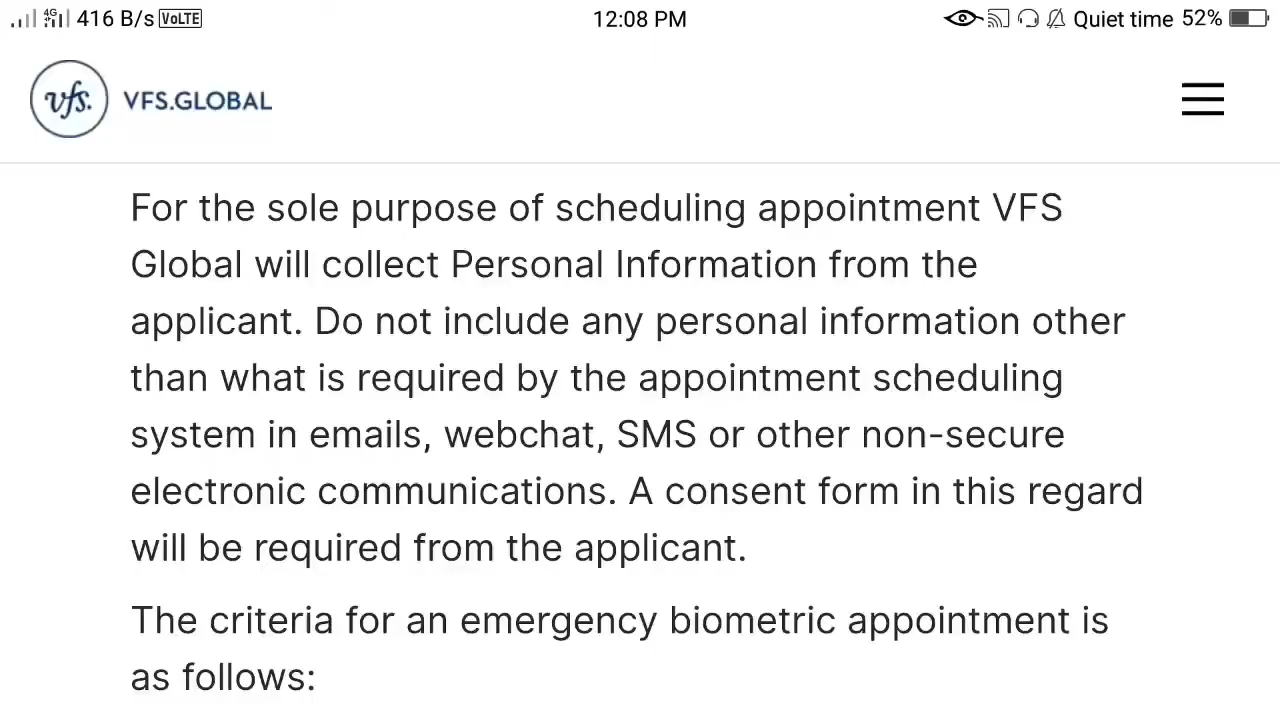 4G 416 B/s VoLTE 12:08 PM Quiet time 52%
vfs. VFS.GLOBAL
For the sole purpose of scheduling appointment VFS
Global will collect Personal Information from the
applicant. Do not include any personal information other
than what is required by the appointment scheduling
system in emails, webchat, SMS or other non-secure
electronic communications. A consent form in this regard
will be required from the applicant.
The criteria for an emergency biometric appointment is
as follows: